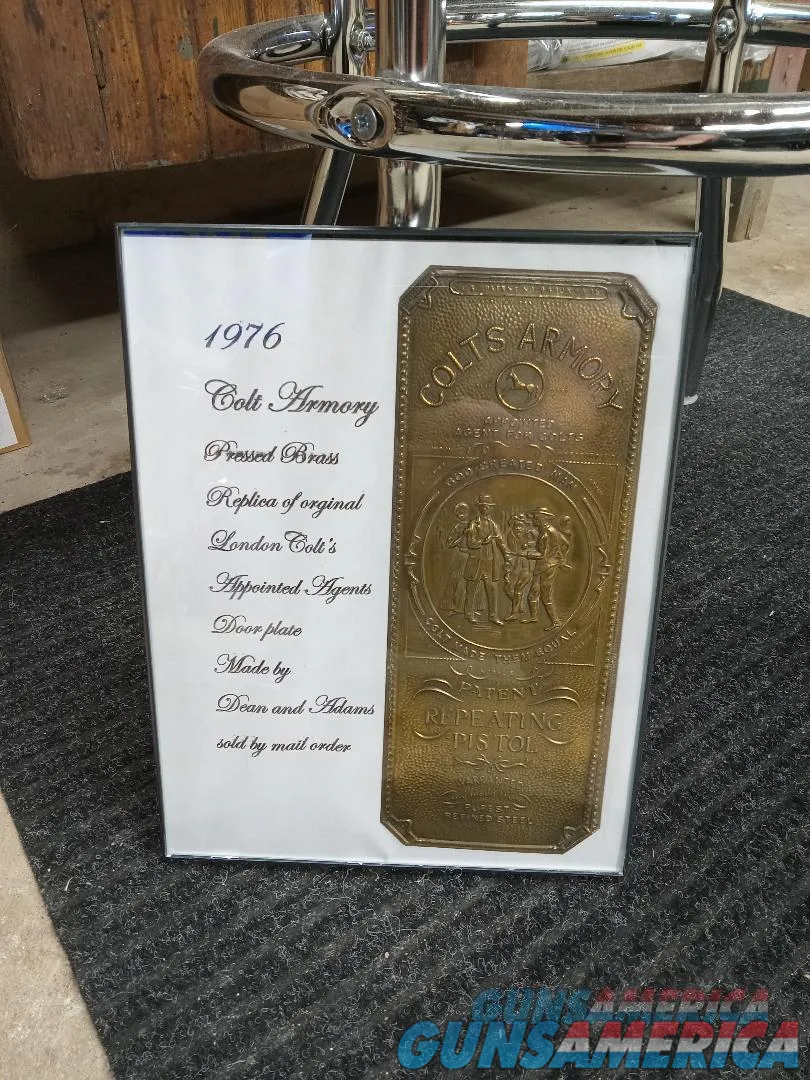 1976
Colt Armory
Pressed Brass
Replica of orginal
London Colt's
Appointed Agents
Door plate
Made by
Dean and Adams
sold by mail order
COLTS ARMORY
APPOINTED
AGENT FOR COLTS
GOD CREATED MEN
COLT MADE THEM EQUAL
PATENT
REPEATING
PISTOL
PUREST
REFINED STEEL
GUNSAMERICA
GUNSAMERICA